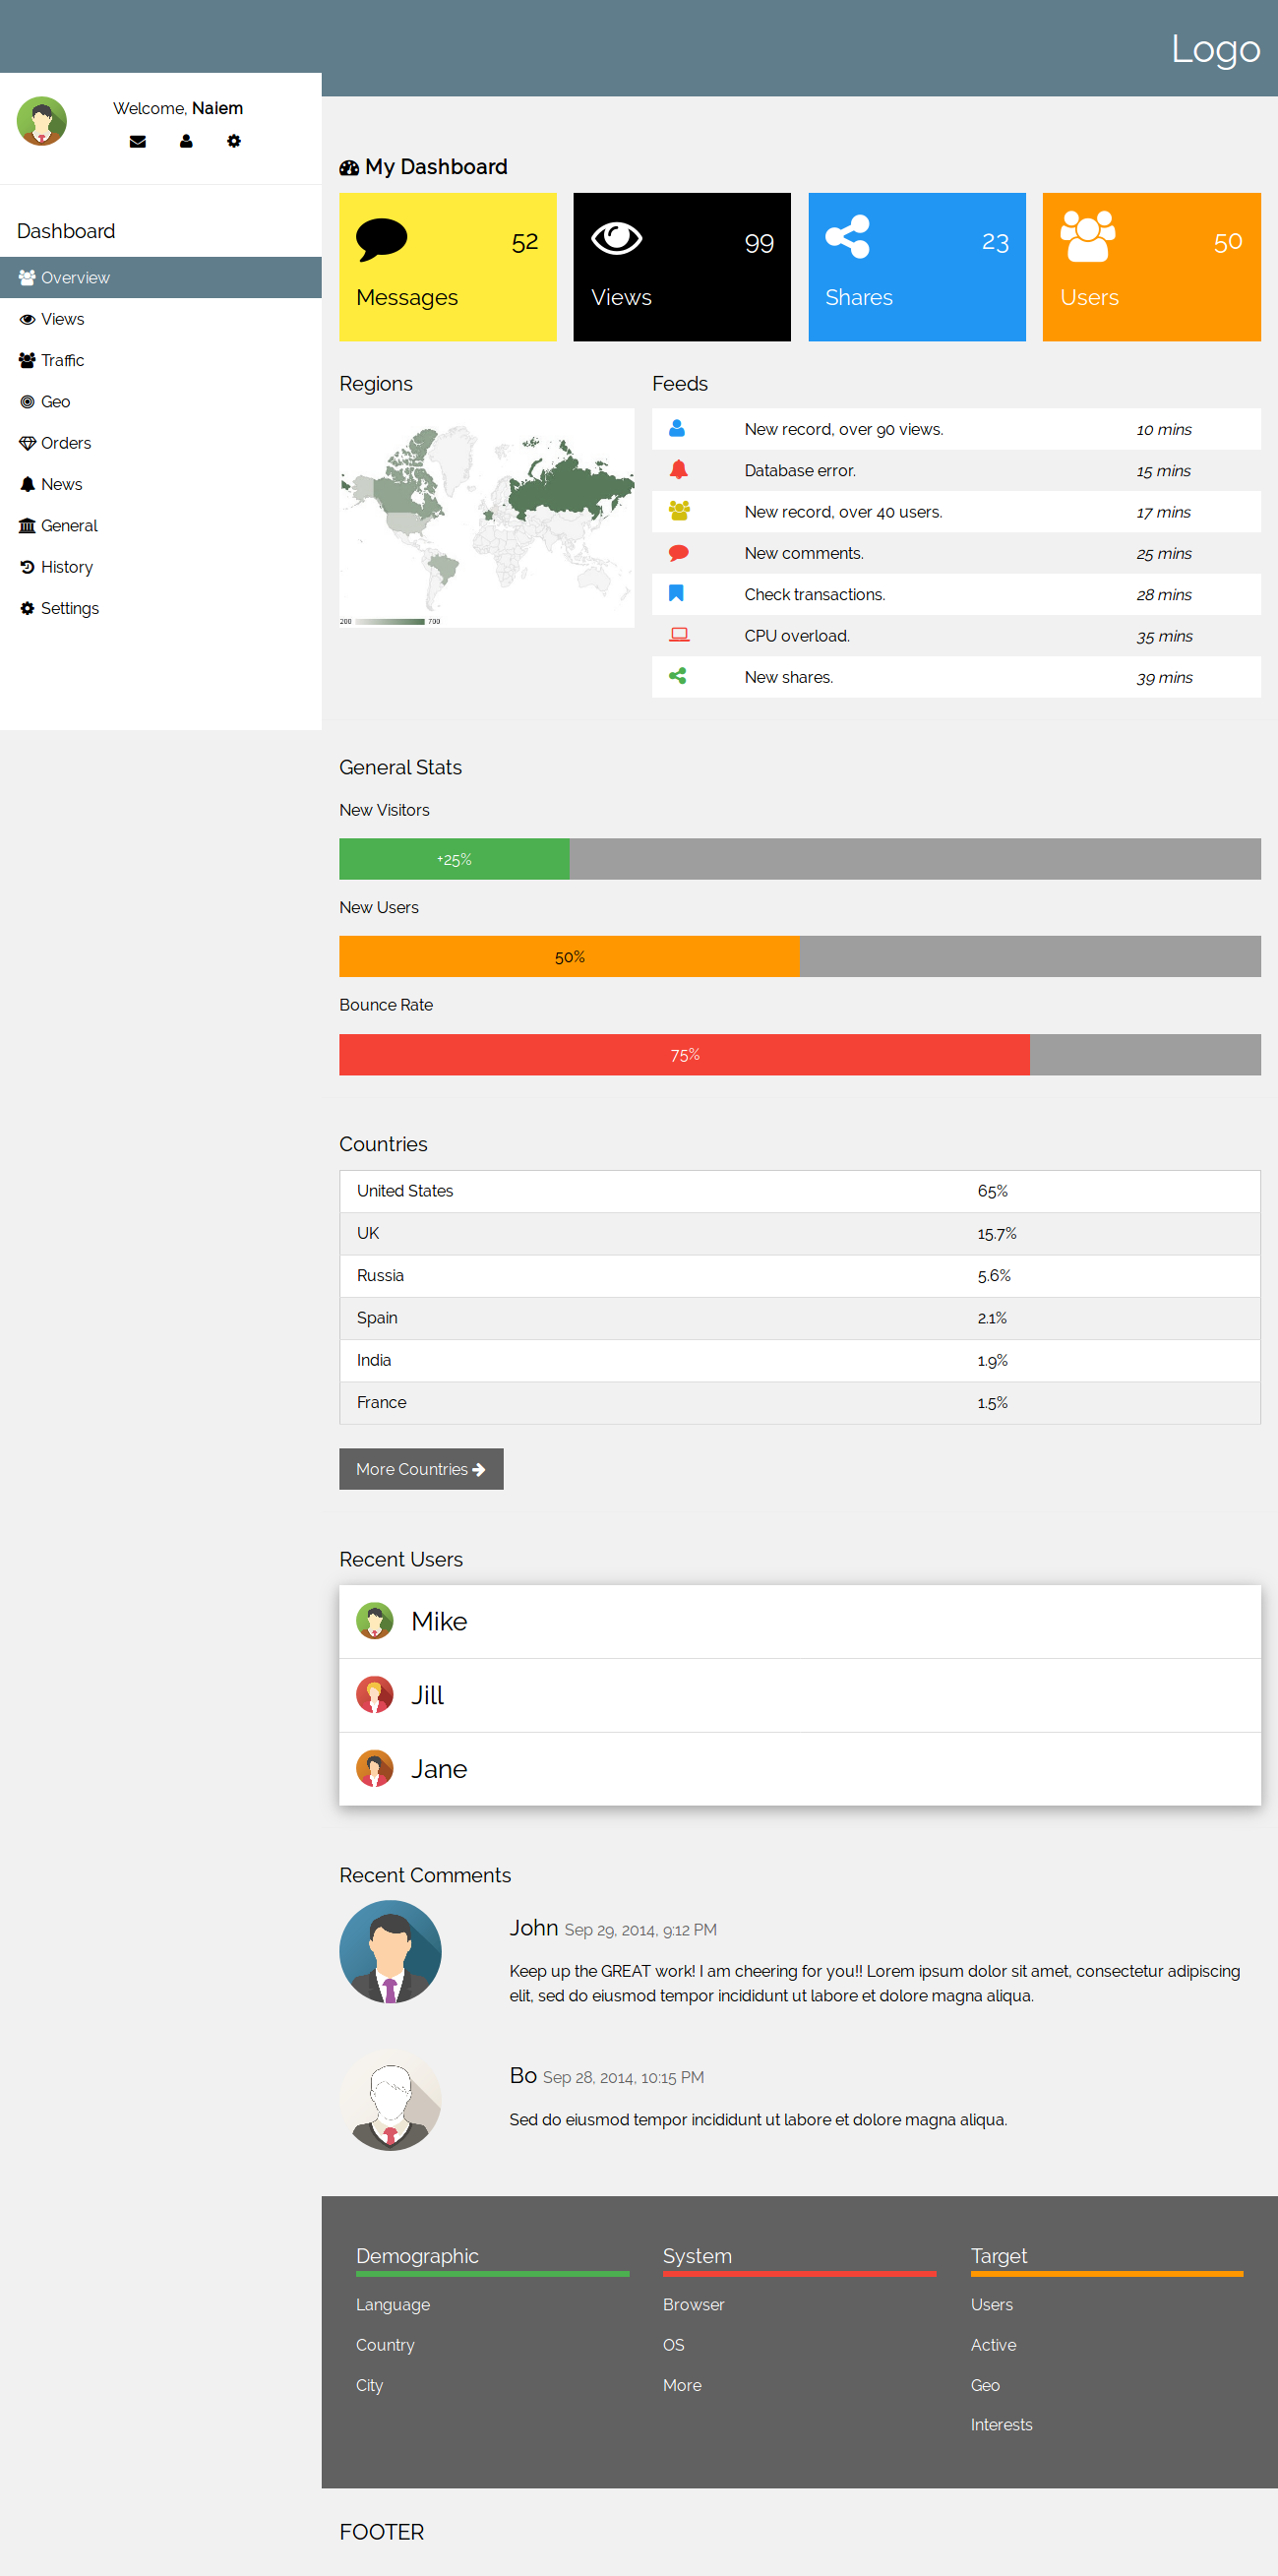 Logo
Welcome, Naiem
Dashboard
Overview
Views
Traffic
Geo
Orders
News
General
History
Settings
My Dashboard
52
Messages
99
Views
23
Shares
50
Users
Regions
200 700
Feeds
New record, over 90 views. 10 mins
Database error. 15 mins
New record, over 40 users. 17 mins
New comments. 25 mins
Check transactions. 28 mins
CPU overload. 35 mins
New shares. 39 mins
General Stats
New Visitors
+25%
New Users
50%
Bounce Rate
75%
Countries
United States 65%
UK 15.7%
Russia 5.6%
Spain 2.1%
India 1.9%
France 1.5%
More Countries
Recent Users
Mike
Jill
Jane
Recent Comments
John Sep 29, 2014, 9:12 PM
Keep up the GREAT work! I am cheering for you!! Lorem ipsum dolor sit amet, consectetur adipiscing
elit, sed do eiusmod tempor incididunt ut labore et dolore magna aliqua.
Bo Sep 28, 2014, 10:15 PM
Sed do eiusmod tempor incididunt ut labore et dolore magna aliqua.
Demographic
Language
Country
City
System
Browser
OS
More
Target
Users
Active
Geo
Interests
FOOTER